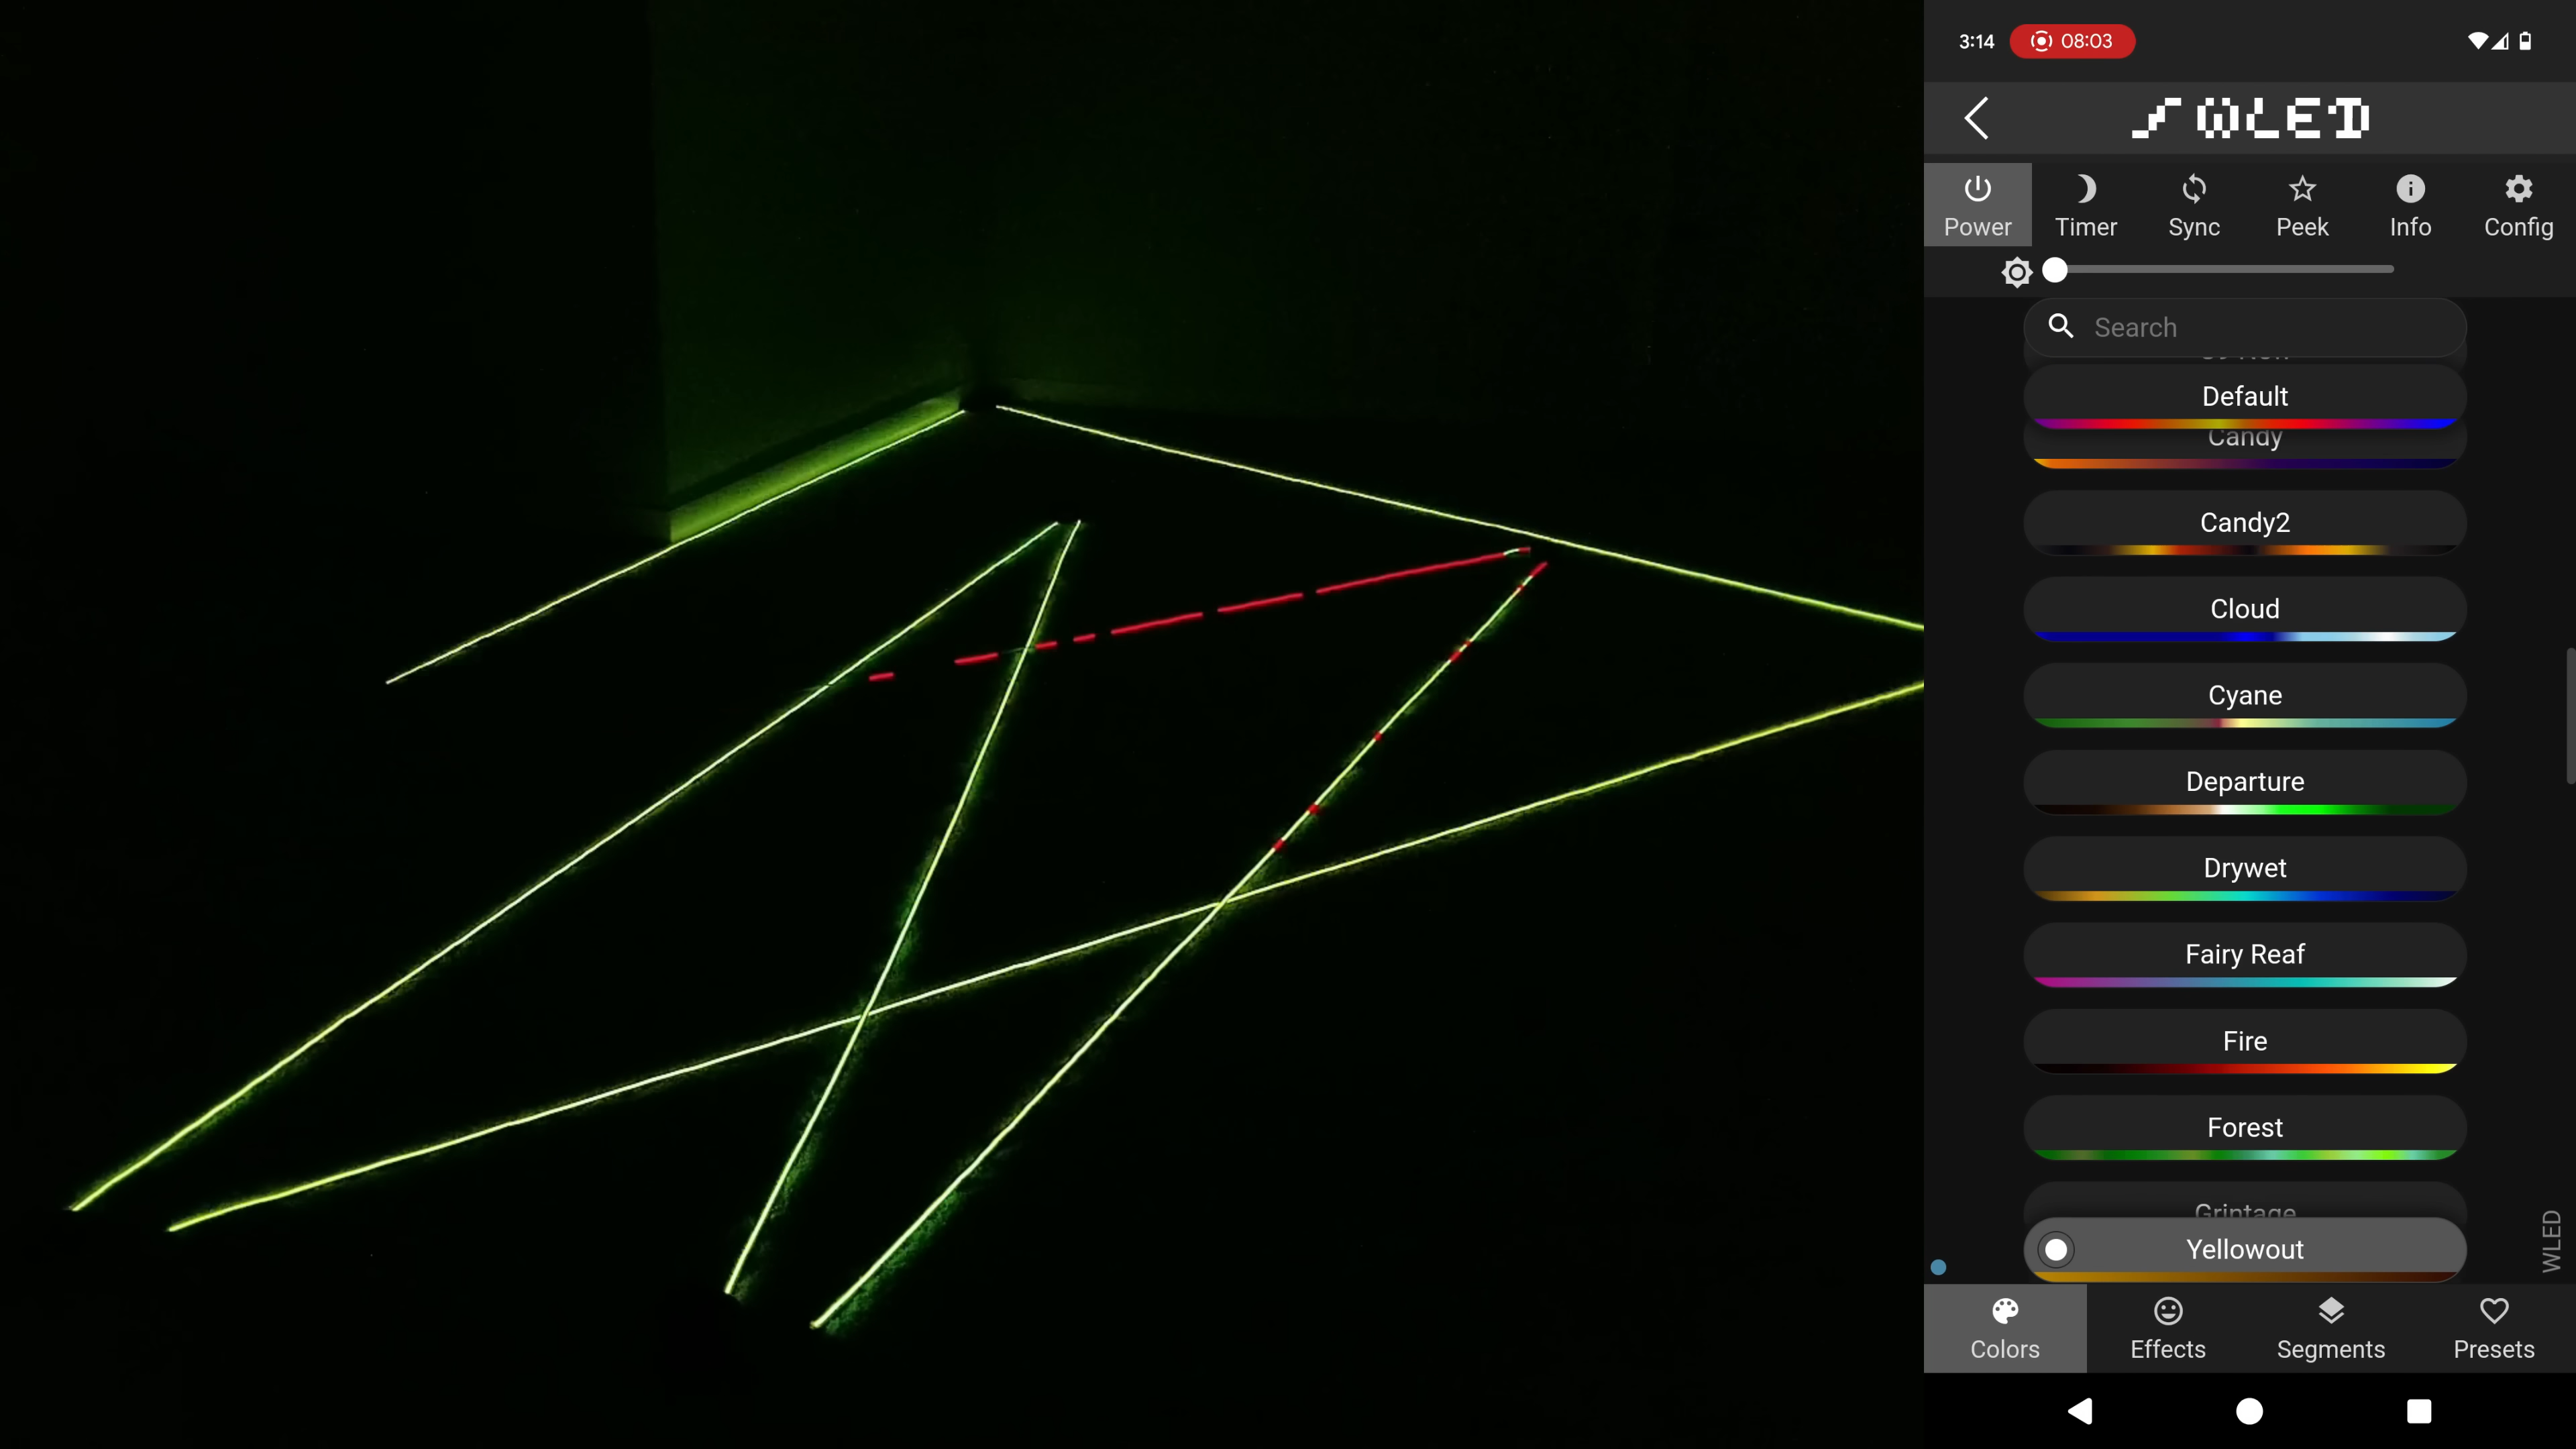 3:14 08:03
WLED
Power Timer Sync Peek Info Config
Search
Default
Candy
Candy2
Cloud
Cyane
Departure
Drywet
Fairy Reaf
Fire
Forest
Grintage
Yellowout
WLED
Colors Effects Segments Presets